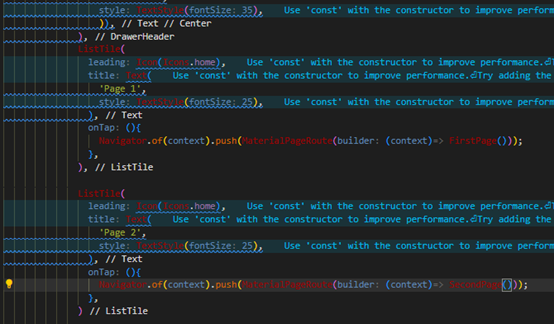 style: TextStyle(fontSize: 35), Use 'const' with the constructor to improve perform
)), // Text // Center
), // DrawerHeader
ListTile(
leading: Icon(Icons.home), Use 'const' with the constructor to improve performance.⏎Try adding the
title: Text( Use 'const' with the constructor to improve performance.⏎Try adding the
'Page 1',
style: TextStyle(fontSize: 25), Use 'const' with the constructor to improve perform
), // Text
onTap: (){
Navigator.of(context).push(MaterialPageRoute(builder: (context)=> FirstPage()));
},
), // ListTile
ListTile(
leading: Icon(Icons.home), Use 'const' with the constructor to improve performance.⏎Try adding the
title: Text( Use 'const' with the constructor to improve performance.⏎Try adding the
'Page 2',
style: TextStyle(fontSize: 25), Use 'const' with the constructor to improve perform
), // Text
onTap: (){
Navigator.of(context).push(MaterialPageRoute(builder: (context)=> SecondPage()));
},
) // ListTile